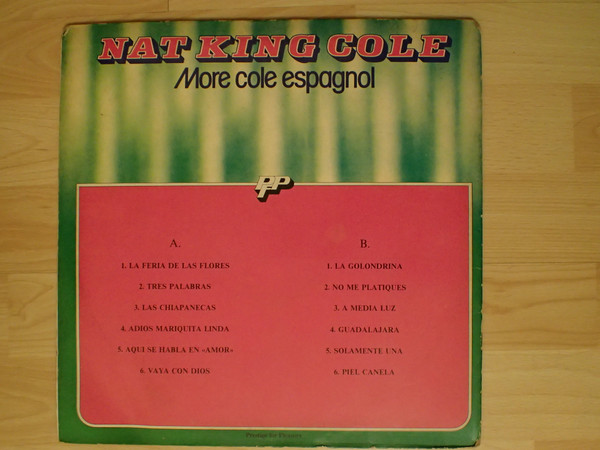 NAT KING COLE
More cole espagnol
PPP
A.
1. LA FERIA DE LAS FLORES
2. TRES PALABRAS
3. LAS CHIAPANECAS
4. ADIOS MARIQUITA LINDA
5. AQUI SE HABLA EN «AMOR»
6. VAYA CON DIOS
B.
1. LA GOLONDRINA
2. NO ME PLATIQUES
3. A MEDIA LUZ
4. GUADALAJARA
5. SOLAMENTE UNA
6. PIEL CANELA